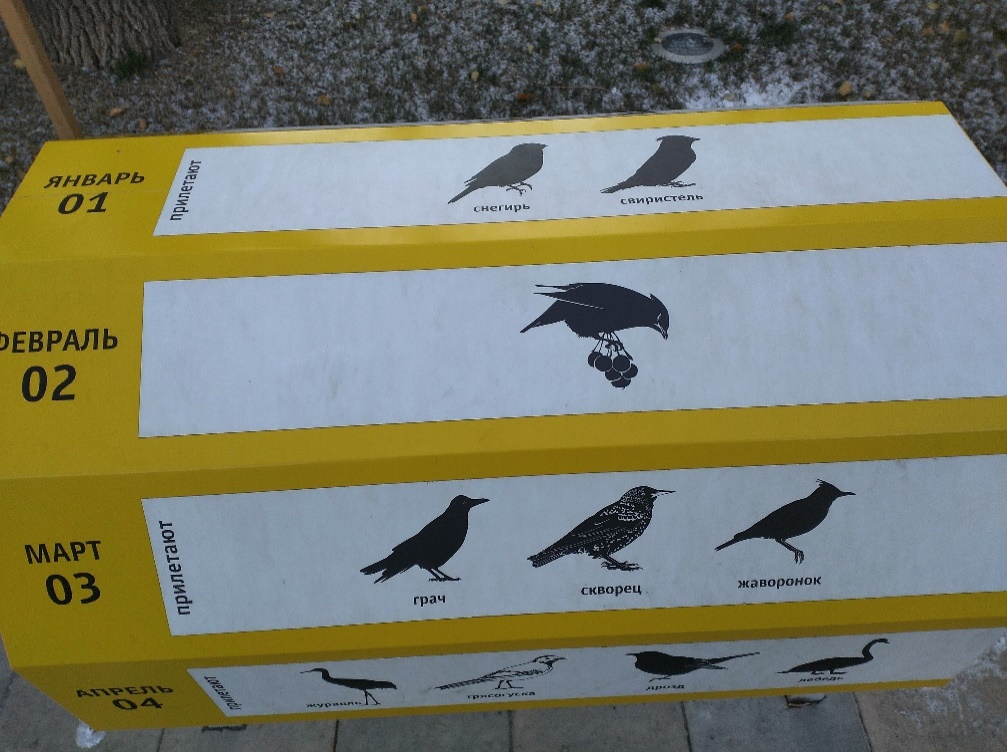 ЯНВАРЬ
01
прилетают
снегирь
свиристель
ФЕВРАЛЬ
02
МАРТ
03
прилетают
грач
скворец
жаворонок
АПРЕЛЬ
04
прилетают
журавль
трясогузка
дрозд
лебедь